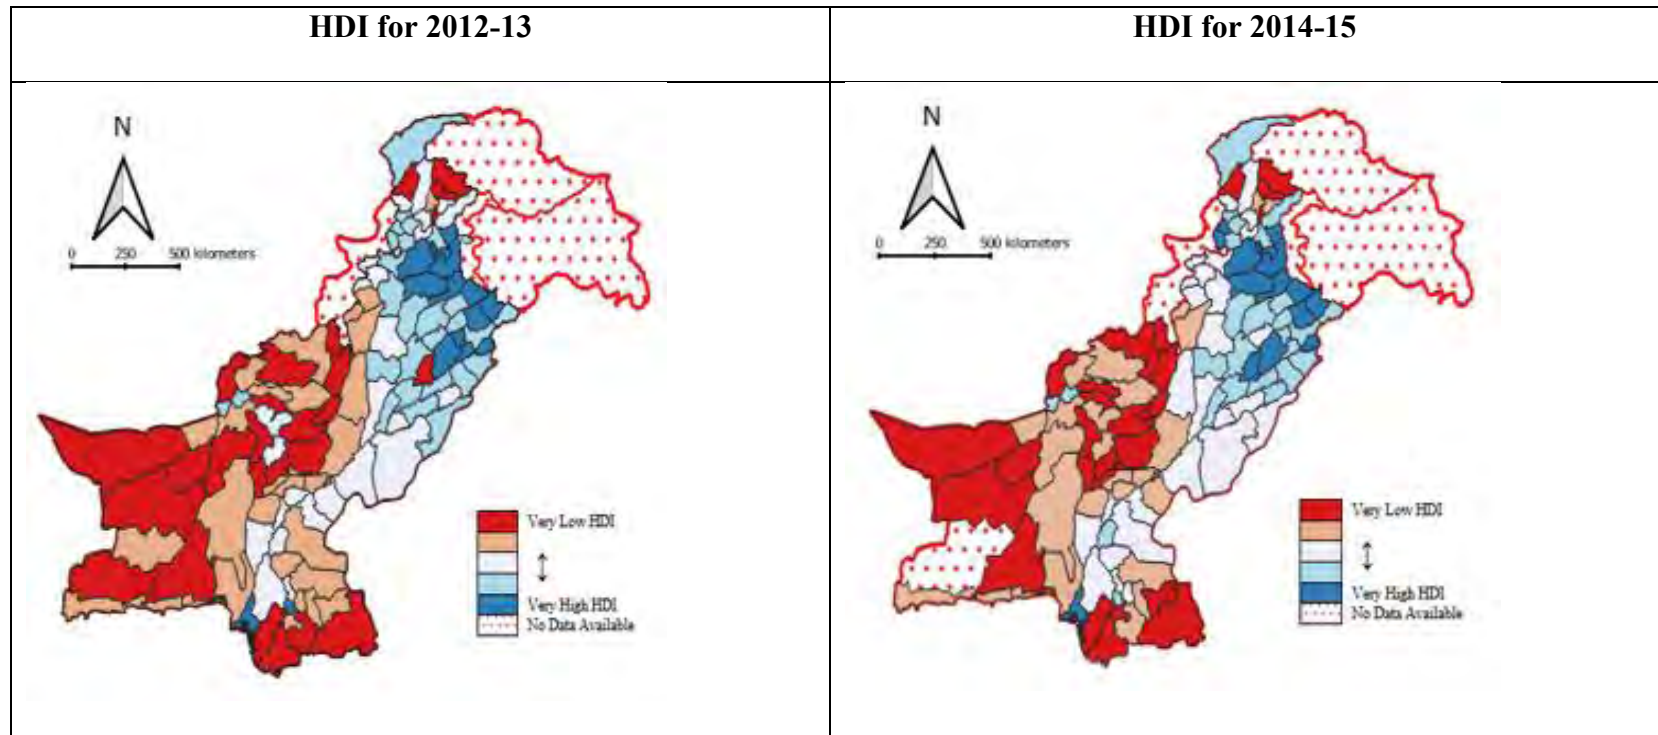 HDI for 2012-13
HDI for 2014-15
N
0 250 500 kilometers
Very Low HDI
↕
Very High HDI
No Data Available
N
0 250 500 kilometers
Very Low HDI
↕
Very High HDI
No Data Available